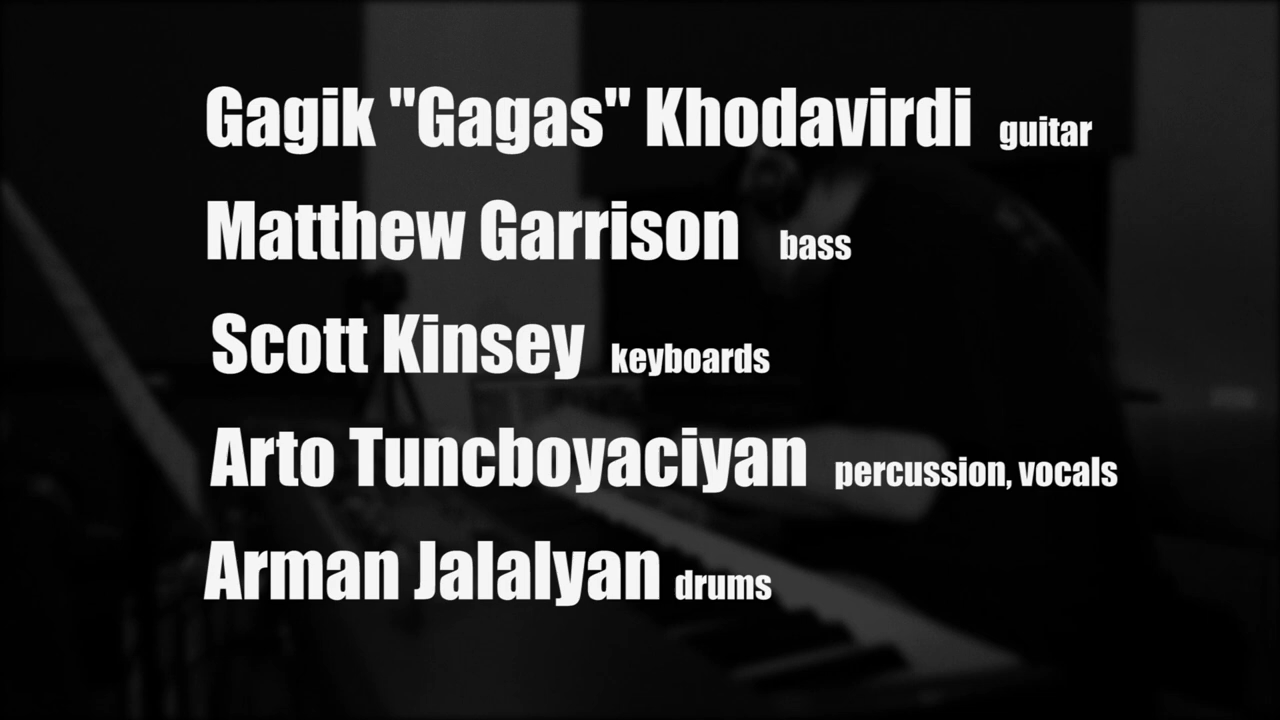 Gagik "Gagas" Khodavirdi guitar
Matthew Garrison bass
Scott Kinsey keyboards
Arto Tuncboyaciyan percussion, vocals
Arman Jalalyan drums